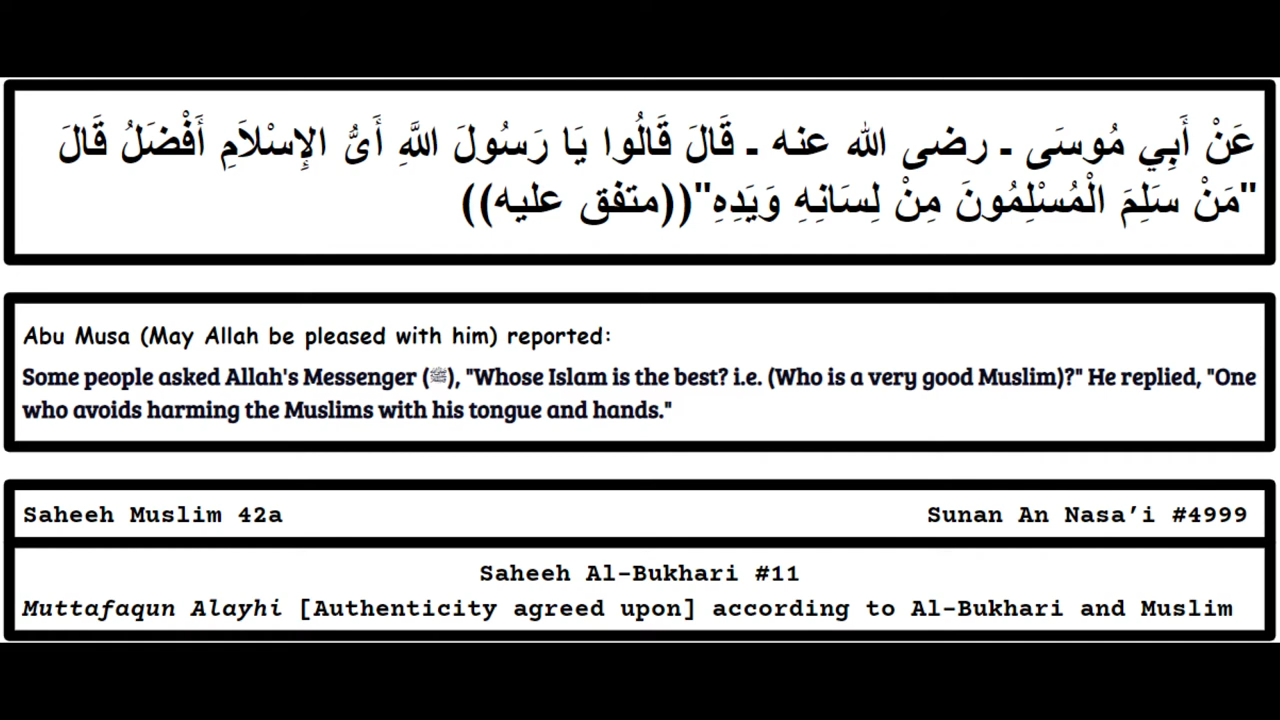 عَنْ أَبِي مُوسَى ـ رضى الله عنه ـ قَالَ قَالُوا يَا رَسُولَ اللَّهِ أَىُّ الإِسْلاَمِ أَفْضَلُ قَالَ
"مَنْ سَلِمَ الْمُسْلِمُونَ مِنْ لِسَانِهِ وَيَدِهِ"((متفق عليه))
Abu Musa (May Allah be pleased with him) reported:
Some people asked Allah's Messenger (ﷺ), "Whose Islam is the best? i.e. (Who is a very good Muslim)?" He replied, "One
who avoids harming the Muslims with his tongue and hands."
Saheeh Muslim 42a Sunan An Nasa’i #4999
Saheeh Al-Bukhari #11
Muttafaqun Alayhi [Authenticity agreed upon] according to Al-Bukhari and Muslim